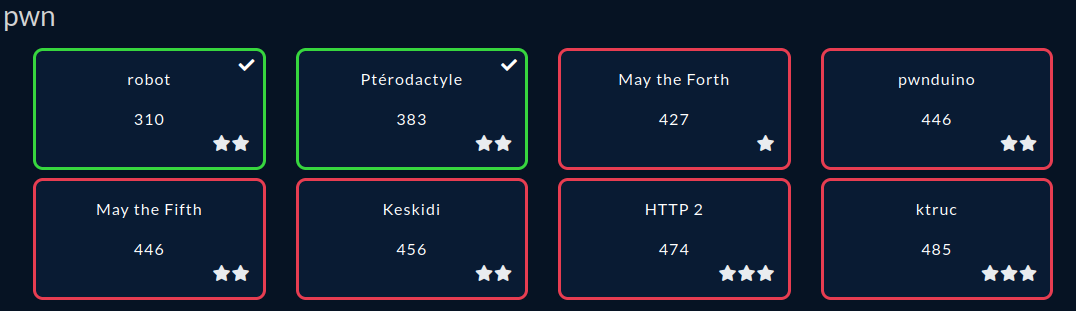 pwn
robot
310
Ptérodactyle
383
May the Forth
427
pwnduino
446
May the Fifth
446
Keskidi
456
HTTP 2
474
ktruc
485